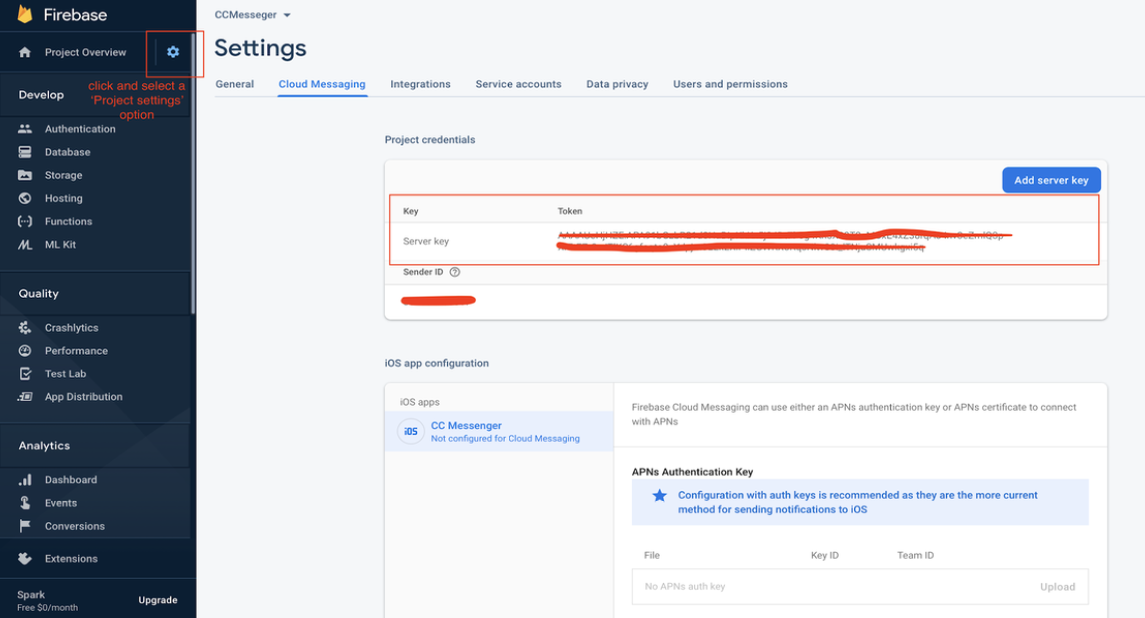 Firebase
CCMesseger
Project Overview
Settings
click and select a
'Project settings'
option
General Cloud Messaging Integrations Service accounts Data privacy Users and permissions
Develop
Authentication
Database
Storage
Hosting
Functions
ML Kit
Quality
Crashlytics
Performance
Test Lab
App Distribution
Analytics
Dashboard
Events
Conversions
Extensions
Spark
Free $0/month
Upgrade
Project credentials
Add server key
Key Token
Server key
Sender ID
iOS app configuration
iOS apps
iOS
CC Messenger
Not configured for Cloud Messaging
Firebase Cloud Messaging can use either an APNs authentication key or APNs certificate to connect
with APNs
APNs Authentication Key
Configuration with auth keys is recommended as they are the more current
method for sending notifications to iOS
File Key ID Team ID
No APNs auth key Upload